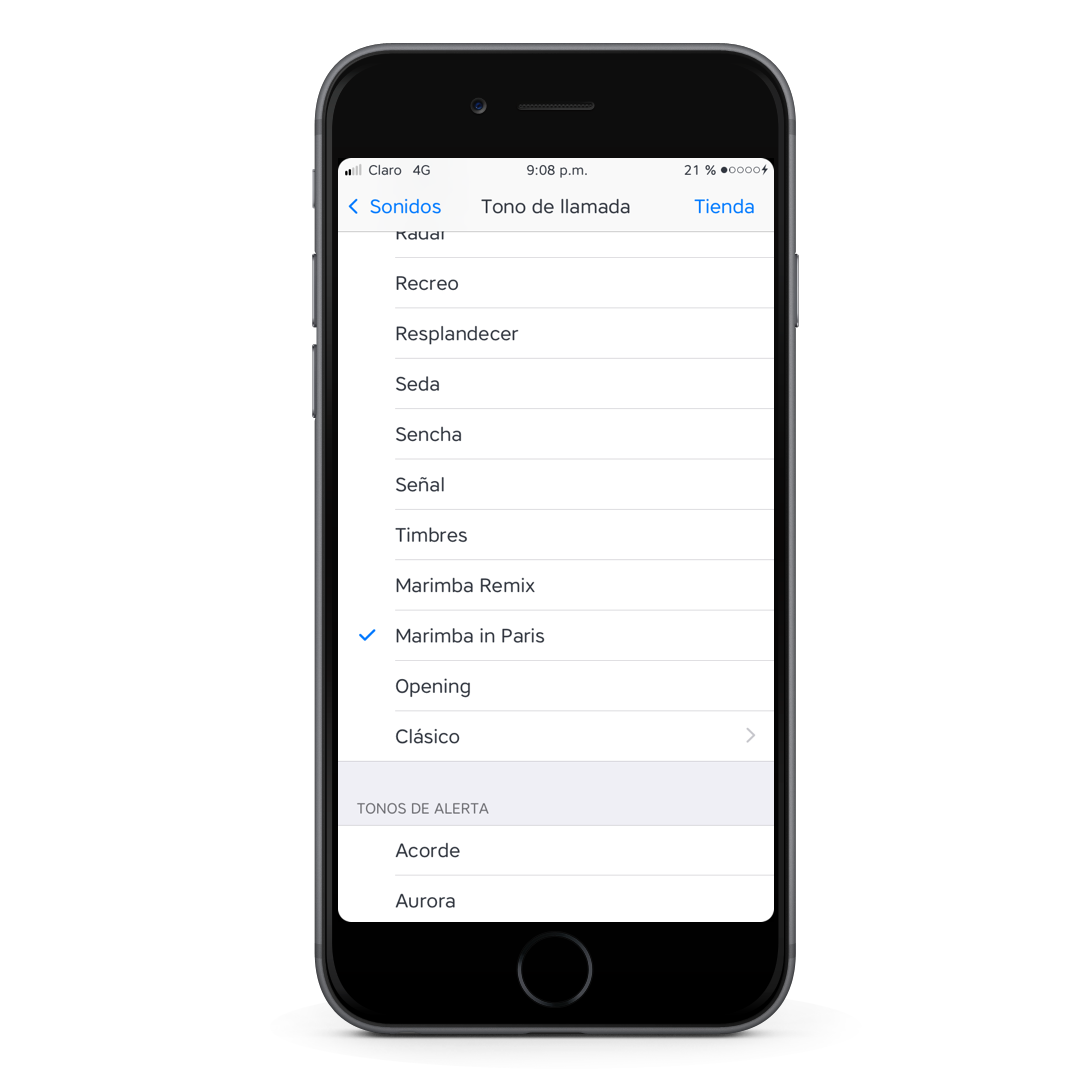 Claro 4G 9:08 p.m. 21 %
Sonidos Tono de llamada Tienda
Radar
Recreo
Resplandecer
Seda
Sencha
Señal
Timbres
Marimba Remix
Marimba in Paris
Opening
Clásico
TONOS DE ALERTA
Acorde
Aurora